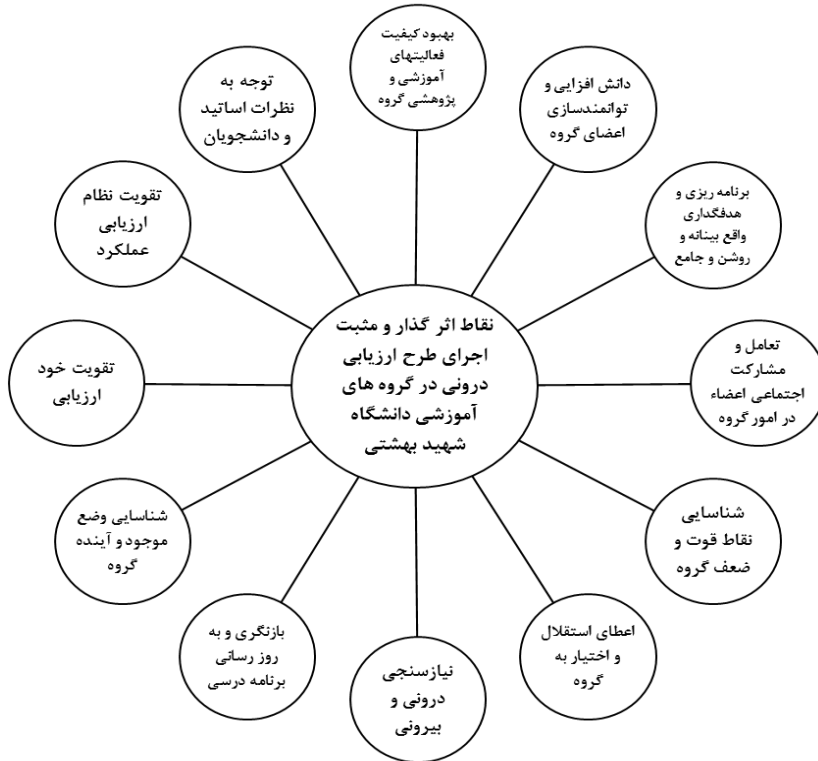 نقاط اثر گذار و مثبت
اجرای طرح ارزیابی
درونی در گروه های
آموزشی دانشگاه
شهید بهشتی
بهبود کیفیت
فعالیتهای
آموزشی و
پژوهشی گروه
دانش افزایی و
توانمندسازی
اعضای گروه
برنامه ریزی و
هدفگذاری
واقع بینانه و
روشن و جامع
تعامل و
مشارکت
اجتماعی اعضاء
در امور گروه
شناسایی
نقاط قوت و
ضعف گروه
اعطای استقلال
و اختیار به
گروه
نیازسنجی
درونی و
بیرونی
بازنگری و به
روز رسانی
برنامه درسی
شناسایی وضع
موجود و آینده
گروه
تقویت خود
ارزیابی
تقویت نظام
ارزیابی
عملکرد
توجه به
نظرات اساتید
و دانشجویان